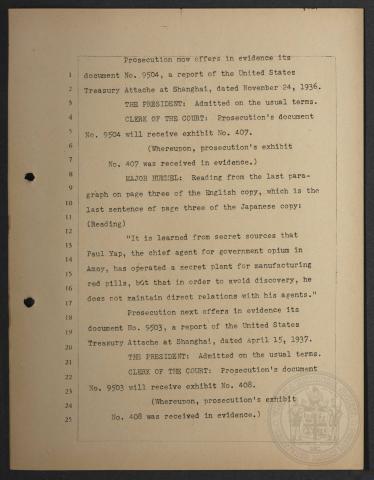 Prosecution now offers in evidence its
1 document No. 9504, a report of the United States
2 Treasury Attache at Shanghai, dated November 24, 1936.
3 THE PRESIDENT: Admitted on the usual terms.
4 CLERK OF THE COURT: Prosecution's document
5 No. 9504 will receive exhibit No. 407.
6 (Whereupon, prosecution's exhibit
7 No. 407 was received in evidence.)
8 MAJOR HUMMEL: Reading from the last para-
9 graph on page three of the English copy, which is the
10 last sentence of page three of the Japanese copy:
11 (Reading)
12 "It is learned from secret sources that
13 Paul Yap, the chief agent for government opium in
14 Amoy, has operated a secret plant for manufacturing
15 red pills, but that in order to avoid discovery, he
16 does not maintain direct relations with his agents."
17 Prosecution next offers in evidence its
18 document No. 9503, a report of the United States
19 Treasury Attache at Shanghai, dated April 15, 1937.
20 THE PRESIDENT: Admitted on the usual terms.
21 CLERK OF THE COURT: Prosecution's document
22 No. 9503 will receive exhibit No. 408.
23
24 (Whereupon, prosecution's exhibit
25 No. 408 was received in evidence.)